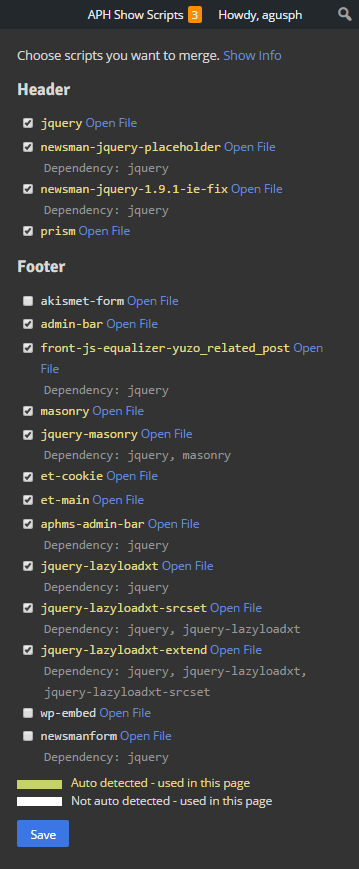 APH Show Scripts 3 Howdy, agusph
Choose scripts you want to merge. Show Info
Header
jquery Open File
newsman-jquery-placeholder Open File
Dependency: jquery
newsman-jquery-1.9.1-ie-fix Open File
Dependency: jquery
prism Open File
Footer
akismet-form Open File
admin-bar Open File
front-js-equalizer-yuzo_related_post Open
File
Dependency: jquery
masonry Open File
jquery-masonry Open File
Dependency: jquery, masonry
et-cookie Open File
et-main Open File
aphms-admin-bar Open File
Dependency: jquery
jquery-lazyloadxt Open File
Dependency: jquery
jquery-lazyloadxt-srcset Open File
Dependency: jquery, jquery-lazyloadxt
jquery-lazyloadxt-extend Open File
Dependency: jquery, jquery-lazyloadxt,
jquery-lazyloadxt-srcset
wp-embed Open File
newsmanform Open File
Dependency: jquery
Auto detected - used in this page
Not auto detected - used in this page
Save